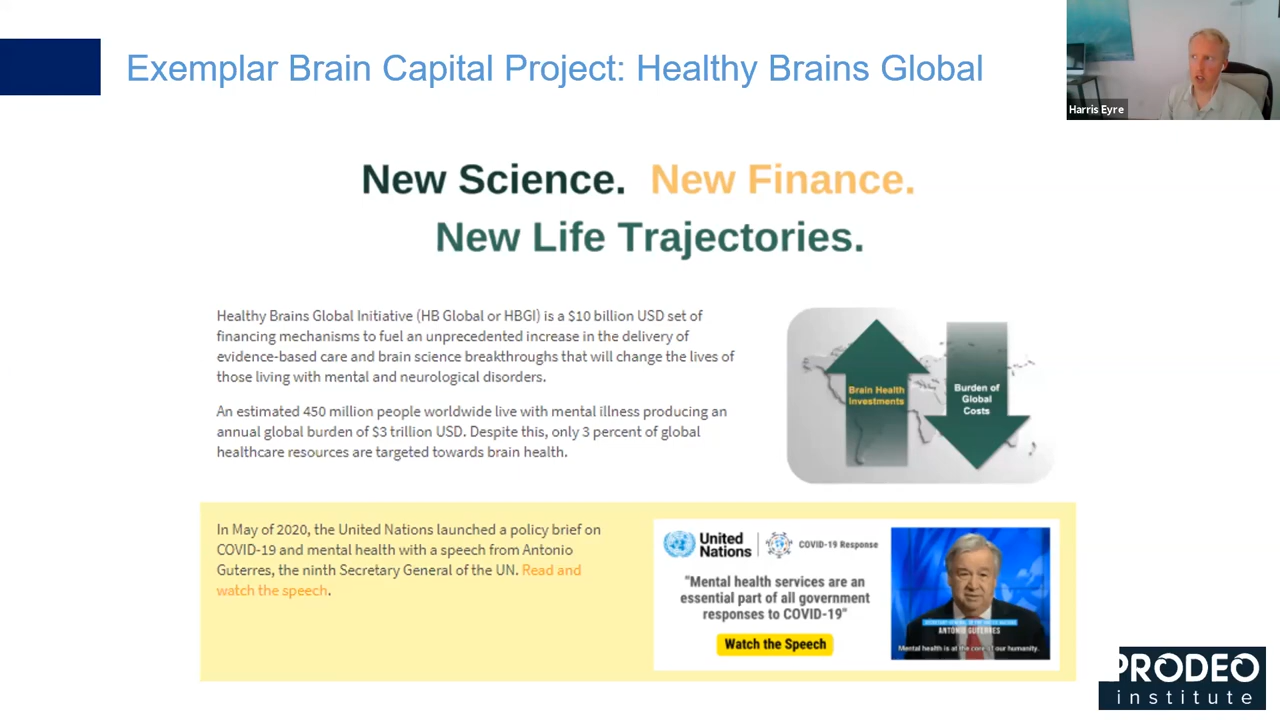 Exemplar Brain Capital Project: Healthy Brains Global
Harris Eyre
New Science. New Finance.
New Life Trajectories.
Healthy Brains Global Initiative (HB Global or HBGI) is a $10 billion USD set of
financing mechanisms to fuel an unprecedented increase in the delivery of
evidence-based care and brain science breakthroughs that will change the lives of
those living with mental and neurological disorders.
An estimated 450 million people worldwide live with mental illness producing an
annual global burden of $3 trillion USD. Despite this, only 3 percent of global
healthcare resources are targeted towards brain health.
Brain Health
Investments
Burden of
Global
Costs
In May of 2020, the United Nations launched a policy brief on
COVID-19 and mental health with a speech from Antonio
Guterres, the ninth Secretary General of the UN. Read and
watch the speech.
United
Nations
COVID-19 Response
"Mental health services are an
essential part of all government
responses to COVID-19"
Watch the Speech
SECRETARY-GENERAL OF THE UNITED NATIONS
ANTONIO GUTERRES
Mental health is at the core of our humanity.
PRODEO
institute